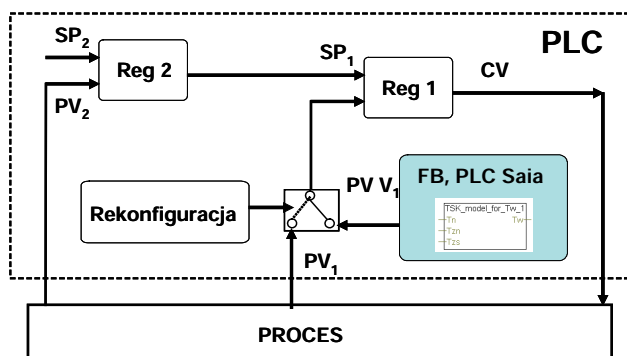 PLC
SP2
Reg 2
PV2
SP1
Reg 1
CV
Rekonfiguracja
PV V1
FB, PLC Saia
TSK_model_for_Tw_1
Tn
Tw
Tzn
Tzs
PV1
PROCES